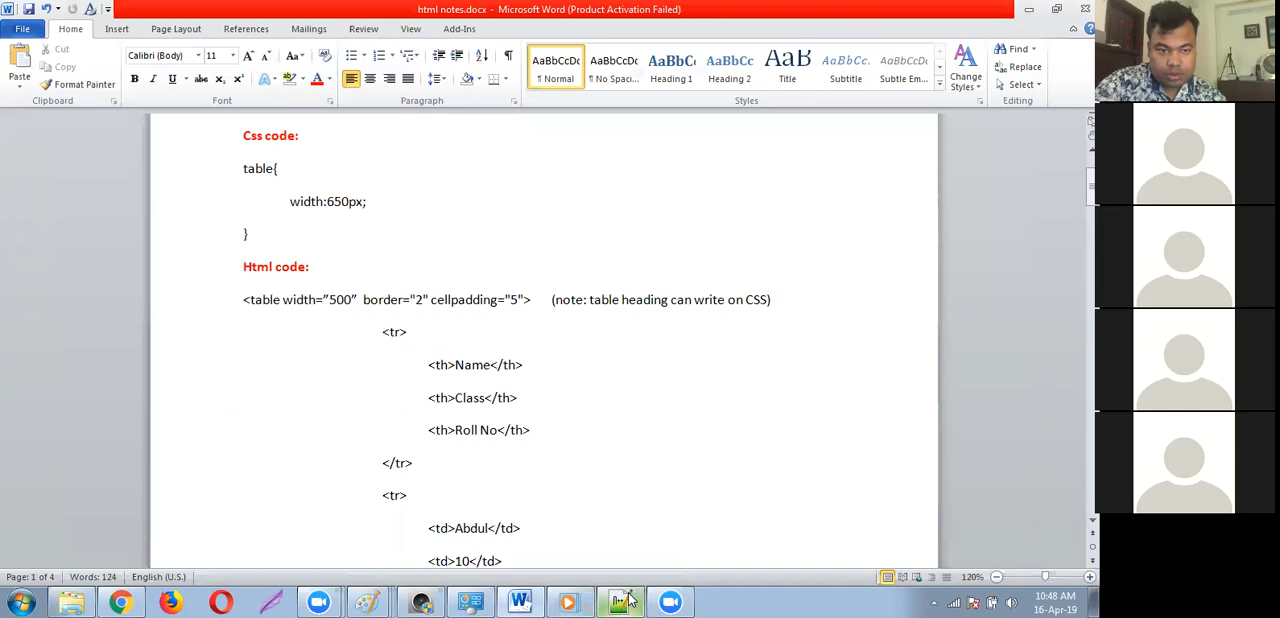 html notes.docx - Microsoft Word (Product Activation Failed)
File Home Insert Page Layout References Mailings Review View Add-Ins
Paste
Cut
Copy
Format Painter
Clipboard
Calibri (Body) 11
Font
Paragraph
AaBbCcDc AaBbCcDc AaBbC AaBbCc AaB AaBbCc. AaBbCcDc
¶ Normal ¶ No Spaci... Heading 1 Heading 2 Title Subtitle Subtle Em...
Change Styles
Styles
Find
Replace
Select
Editing
Css code:
table{
width:650px;
}
Html code:
<table width=”500” border="2" cellpadding="5"> (note: table heading can write on CSS)
<tr>
<th>Name</th>
<th>Class</th>
<th>Roll No</th>
</tr>
<tr>
<td>Abdul</td>
<td>10</td>
Page: 1 of 4 Words: 124 English (U.S.) 120%
10:48 AM
16-Apr-19